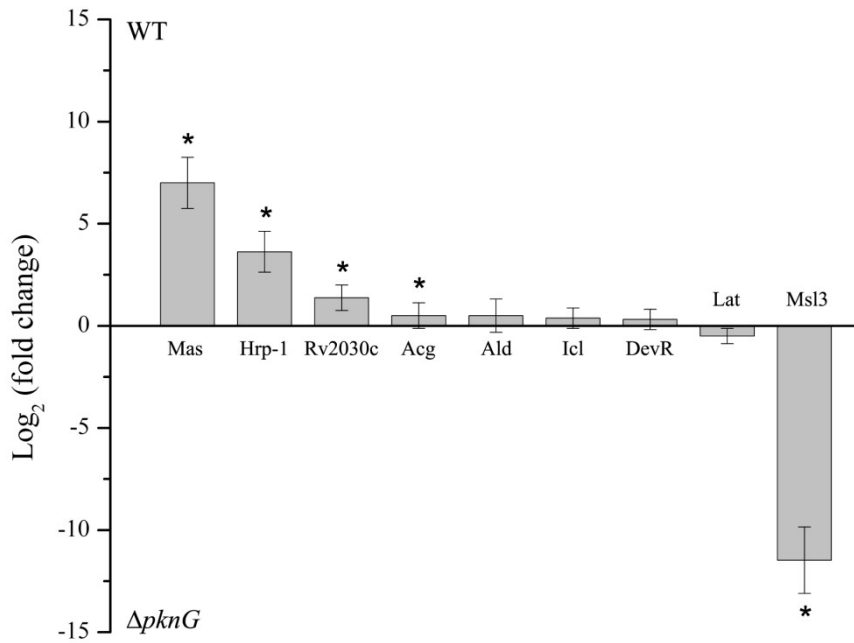 15
WT
10
5
0
-5
-10
-15
Log₂ (fold change)
* * * * *
Mas Hrp-1 Rv2030c Acg Ald Icl DevR Lat Msl3
ΔpknG